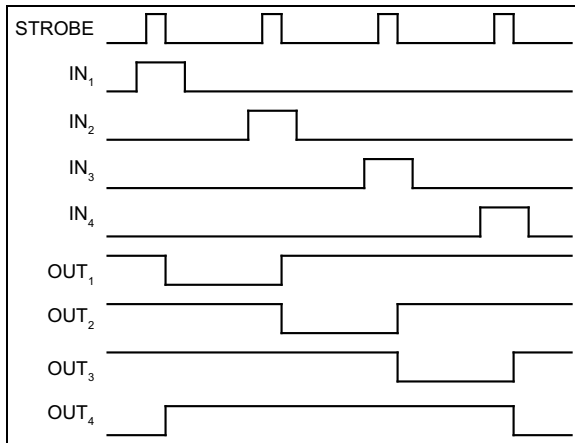 STROBE
IN₁
IN₂
IN₃
IN₄
OUT₁
OUT₂
OUT₃
OUT₄